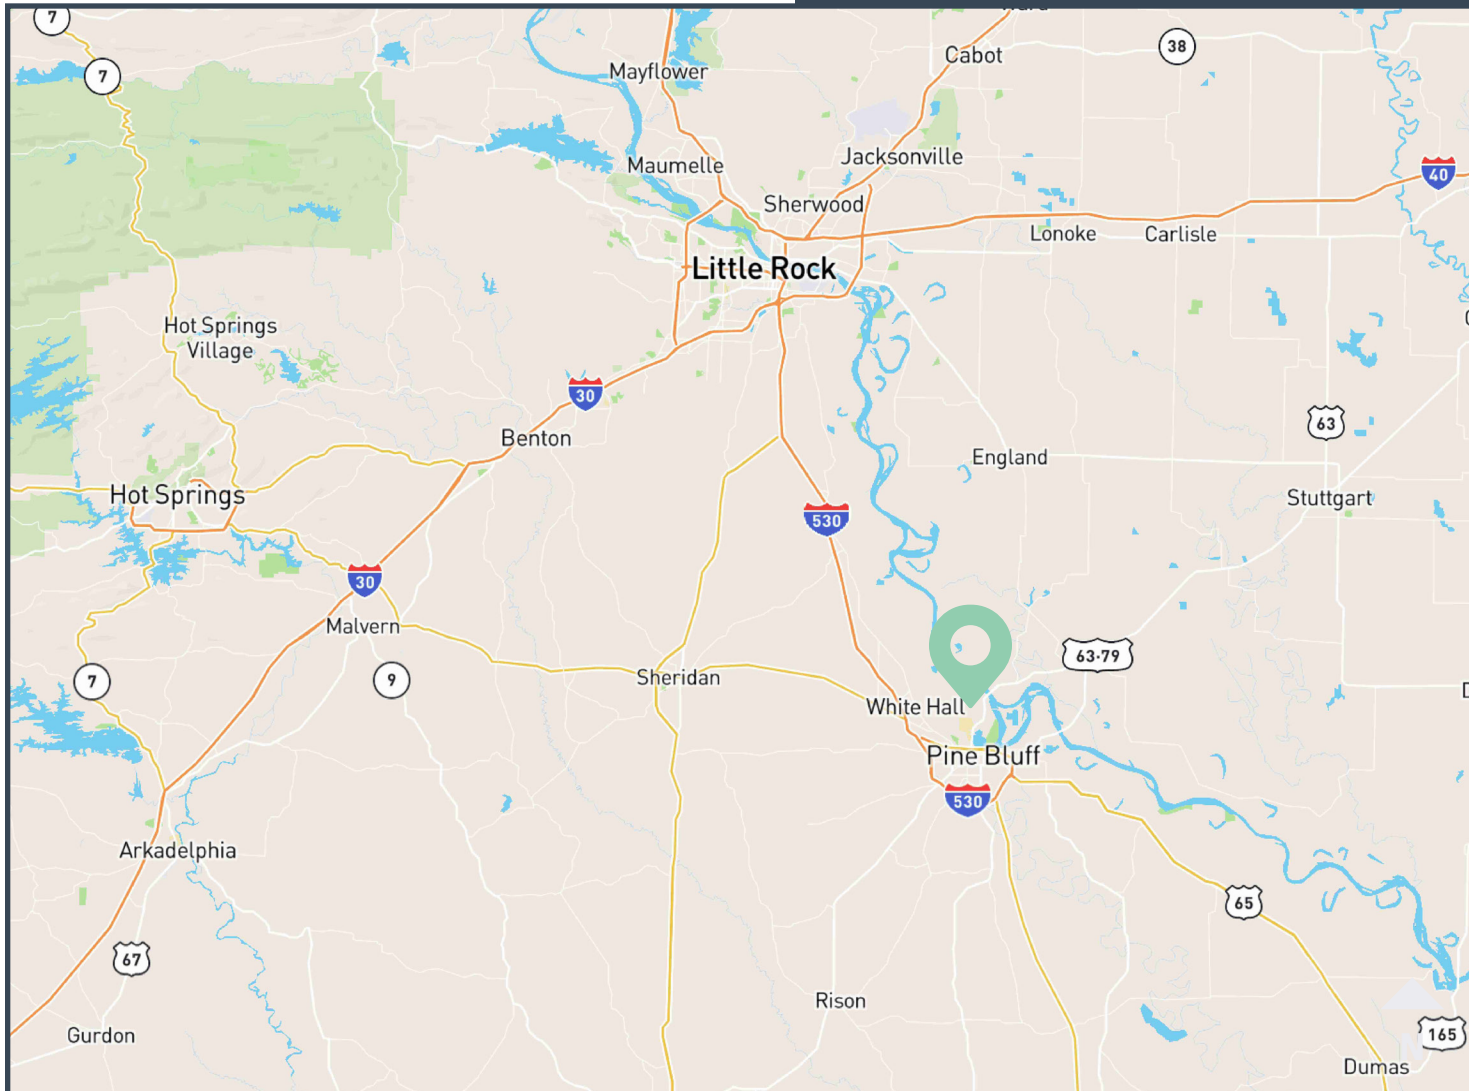 7
Cabot
38
7
Mayflower
Jacksonville
Maumelle
40
Sherwood
Lonoke
Carlisle
Little Rock
Hot Springs
Village
30
63
Benton
England
Hot Springs
Stuttgart
530
30
Malvern
63-79
7
9
Sheridan
White Hall
Pine Bluff
530
Arkadelphia
65
67
Rison
Gurdon
165
Dumas